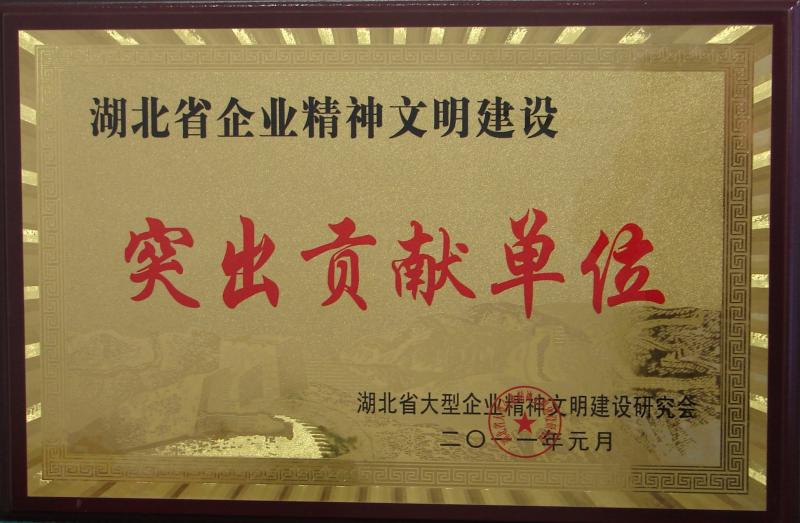 湖北省企业精神文明建设
突出贡献单位
湖北省大型企业精神文明建设研究会
二〇一一年元月